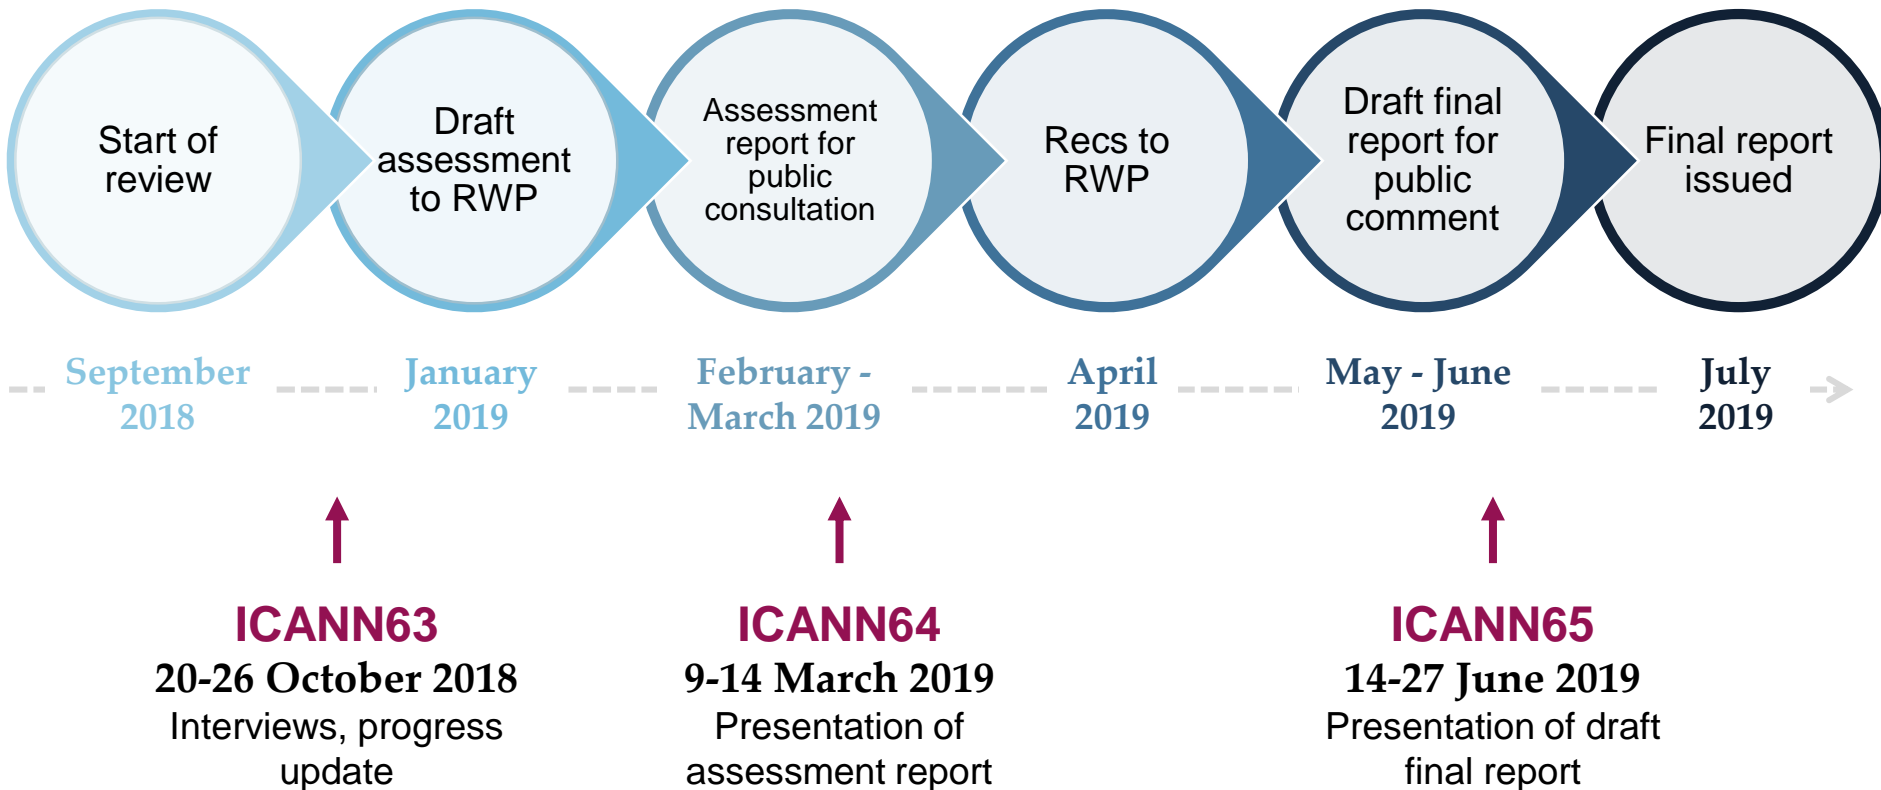 Start of
review
Draft
assessment
to RWP
Assessment
report for
public
consultation
Recs to
RWP
Draft final
report for
public
comment
Final report
issued
September
2018
January
2019
February -
March 2019
April
2019
May - June
2019
July
2019
ICANN63
20-26 October 2018
Interviews, progress
update
ICANN64
9-14 March 2019
Presentation of
assessment report
ICANN65
14-27 June 2019
Presentation of draft
final report